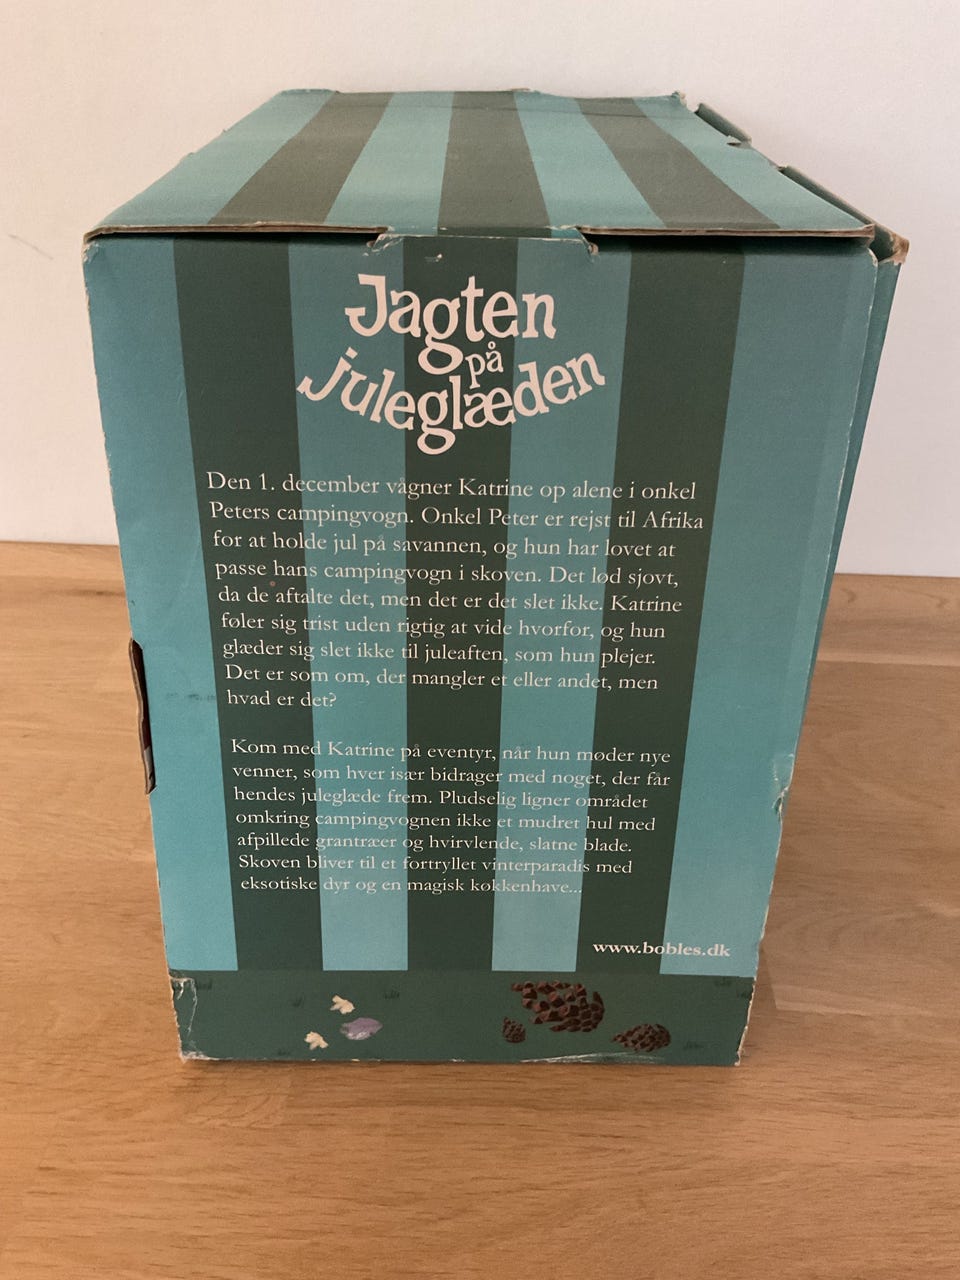 Jagten
på
juleglæden
Den 1. december vågner Katrine op alene i onkel
Peters campingvogn. Onkel Peter er rejst til Afrika
for at holde jul på savannen, og hun har lovet at
passe hans campingvogn i skoven. Det lød sjovt,
da de aftalte det, men det er det slet ikke. Katrine
føler sig trist uden rigtig at vide hvorfor, og hun
glæder sig slet ikke til juleaften, som hun plejer.
Det er som om, der mangler et eller andet, men
hvad er det?
Kom med Katrine på eventyr, når hun møder nye
venner, som hver især bidrager med noget, der får
hendes juleglæde frem. Pludselig ligner området
omkring campingvognen ikke et mudret hul med
afpillede grantræer og hvirvlende, slatne blade.
Skoven bliver til et fortryllet vinterparadis med
eksotiske dyr og en magisk køkkenhave...
www.bobles.dk